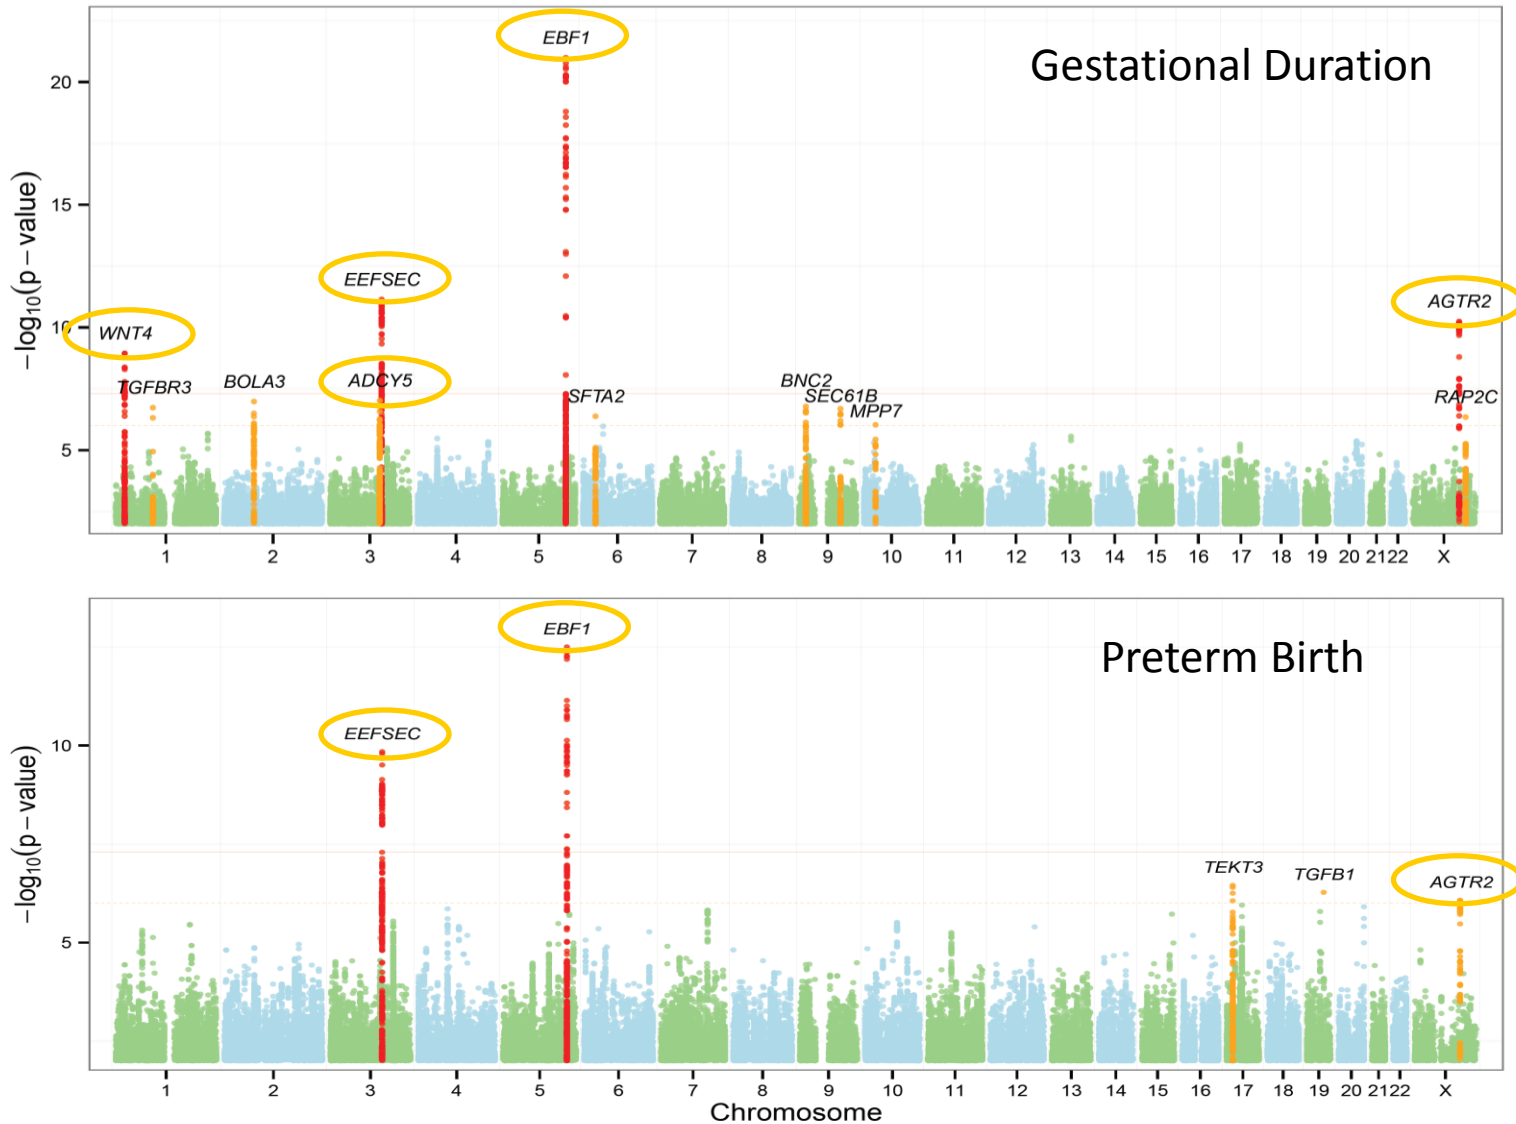 EBF1
Gestational Duration
20
15
EEFSEC
AGTR2
10
WNT4
TGFBR3
BOLA3
ADCY5
SFTA2
BNC2
SEC61B
MPP7
RAP2C
5
−log10(p − value)
1 2 3 4 5 6 7 8 9 10 11 12 13 14 15 16 17 18 19 20 21 22 X
EBF1
Preterm Birth
EEFSEC
10
TEKT3
TGFB1
AGTR2
5
−log10(p − value)
1 2 3 4 5 6 7 8 9 10 11 12 13 14 15 16 17 18 19 20 21 22 X
Chromosome